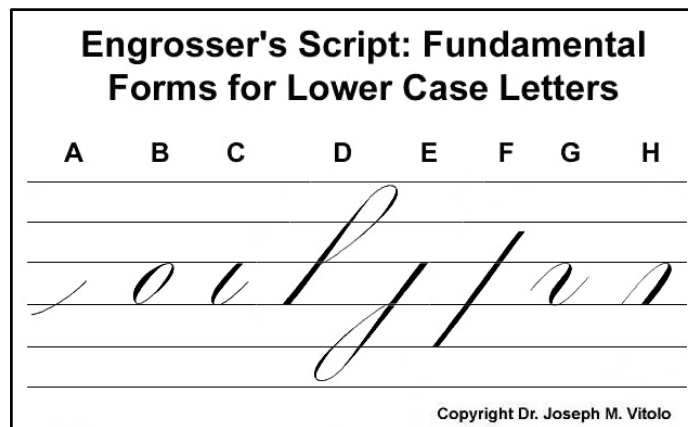 Engrosser's Script: Fundamental
Forms for Lower Case Letters
A B C D E F G H
Copyright Dr. Joseph M. Vitolo